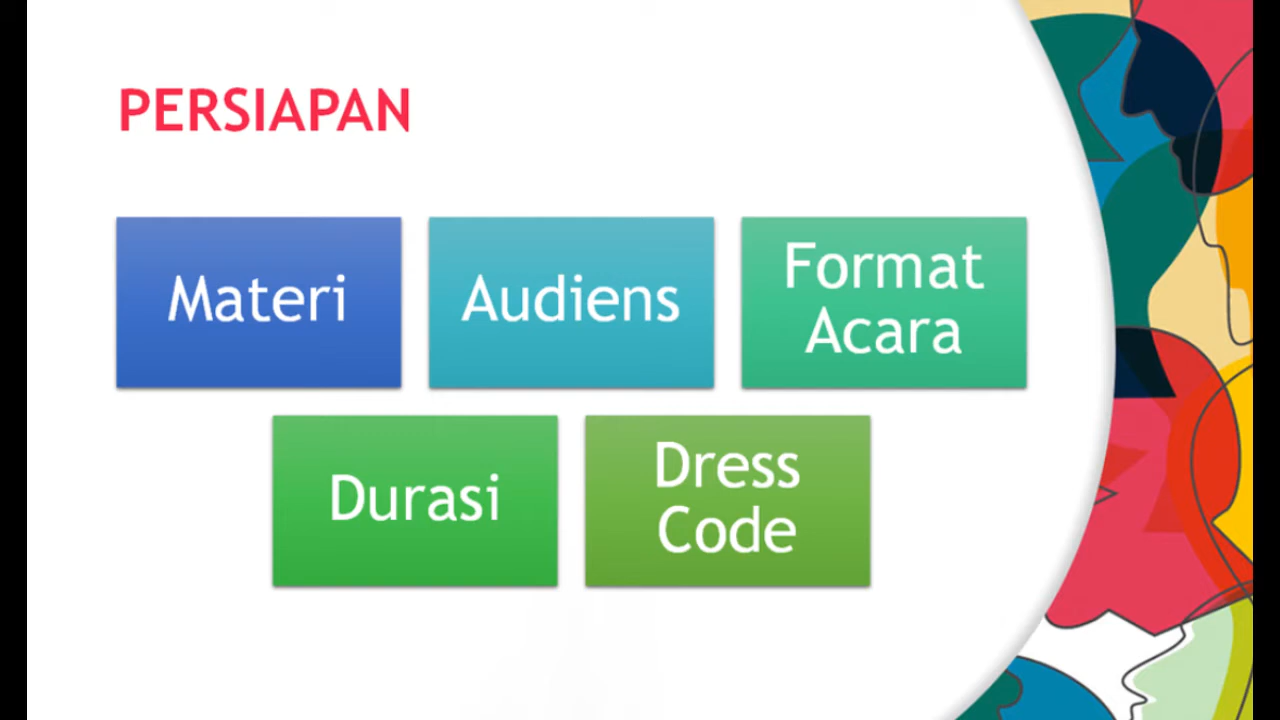 PERSIAPAN
Materi
Audiens
Format
Acara
Durasi
Dress
Code